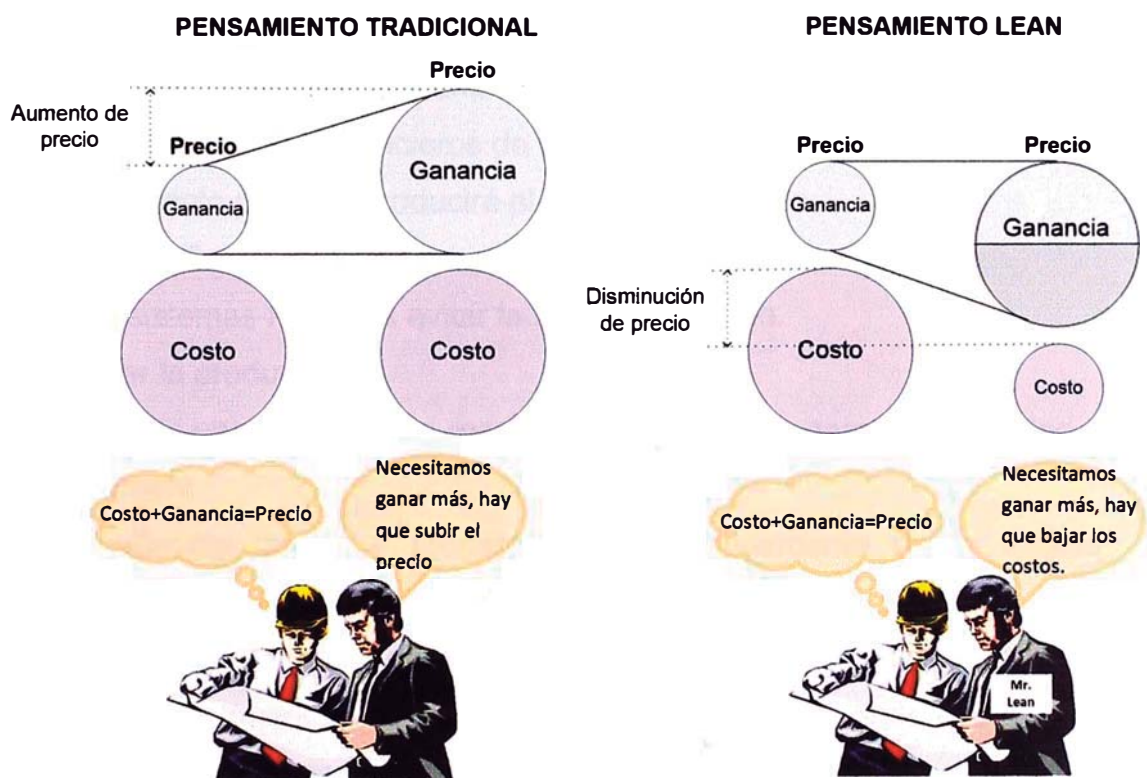 PENSAMIENTO TRADICIONAL
Precio
Aumento de
precio
Precio
Ganancia
Ganancia
Costo
Costo
Costo+Ganancia=Precio
Necesitamos
ganar más, hay
que subir el
precio
PENSAMIENTO LEAN
Precio
Precio
Ganancia
Ganancia
Disminución
de precio
Costo
Costo
Costo+Ganancia=Precio
Necesitamos
ganar más, hay
que bajar los
costos.
Mr.
Lean